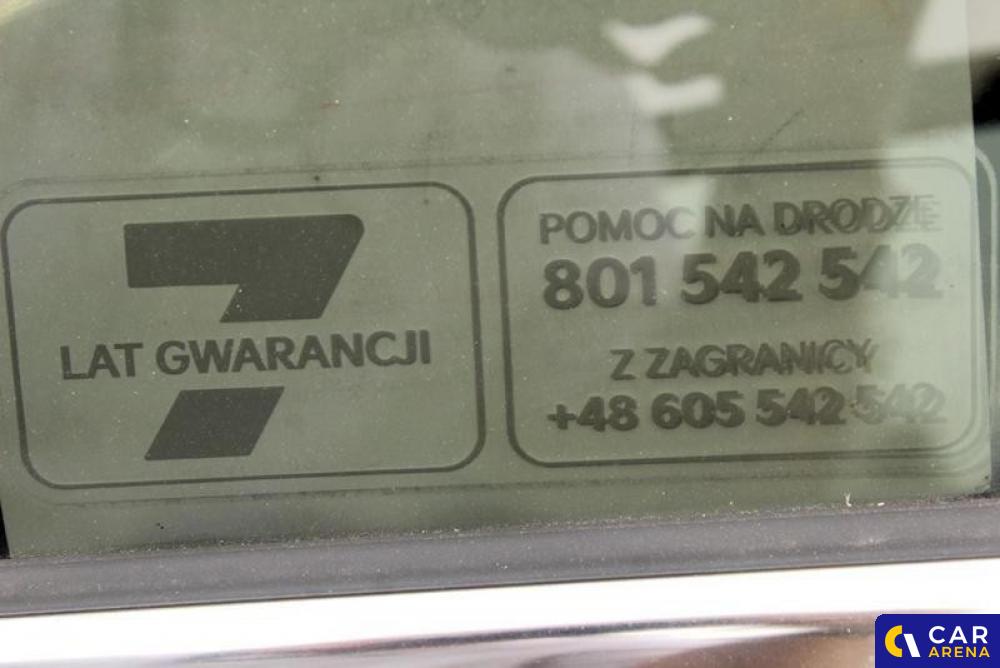 7
LAT GWARANCJI
POMOC NA DRODZE
801 542 542
Z ZAGRANICY
+48 605 542 542
CAR
ARENA